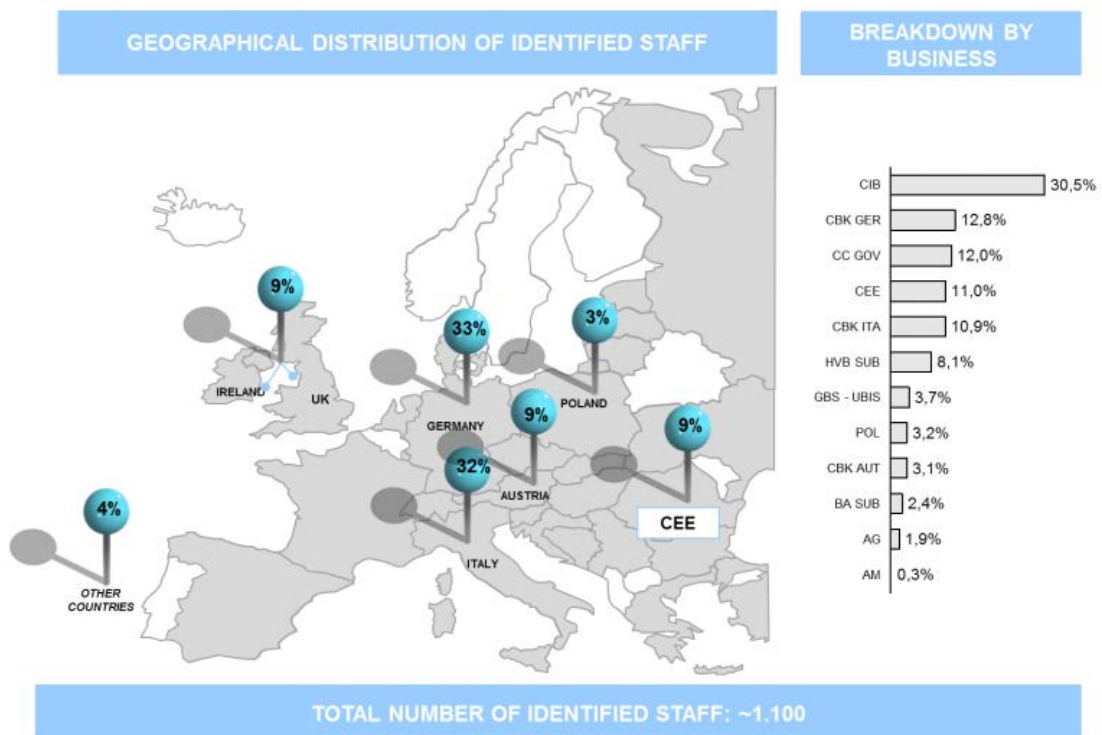 GEOGRAPHICAL DISTRIBUTION OF IDENTIFIED STAFF
BREAKDOWN BY
BUSINESS
9%
IRELAND
UK
33%
GERMANY
3%
POLAND
9%
AUSTRIA
9%
CEE
32%
ITALY
4%
OTHER
COUNTRIES
CIB 30,5%
CBK GER 12,8%
CC GOV 12,0%
CEE 11,0%
CBK ITA 10,9%
HVB SUB 8,1%
GBS - UBIS 3,7%
POL 3,2%
CBK AUT 3,1%
BA SUB 2,4%
AG 1,9%
AM 0,3%
TOTAL NUMBER OF IDENTIFIED STAFF: ~1.100